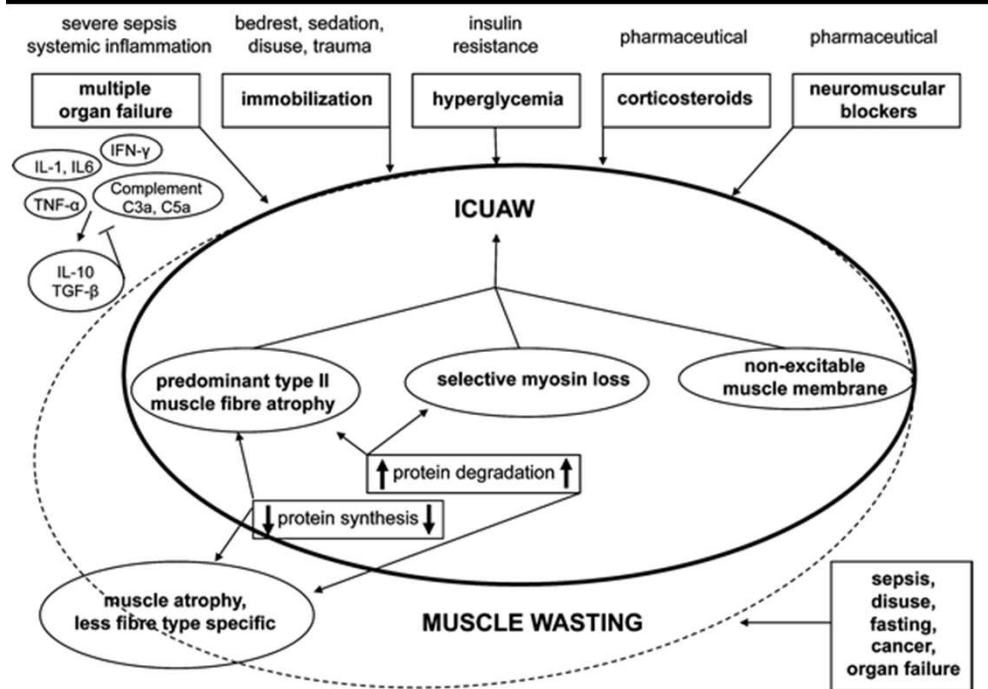 severe sepsis
systemic inflammation
bedrest, sedation,
disuse, trauma
insulin
resistance
pharmaceutical
pharmaceutical
multiple
organ failure
immobilization
hyperglycemia
corticosteroids
neuromuscular
blockers
IFN-γ
IL-1, IL6
TNF-α
Complement
C3a, C5a
IL-10
TGF-β
ICUAW
predominant type II
muscle fibre atrophy
selective myosin loss
non-excitable
muscle membrane
protein degradation
protein synthesis
muscle atrophy,
less fibre type specific
MUSCLE WASTING
sepsis,
disuse,
fasting,
cancer,
organ failure